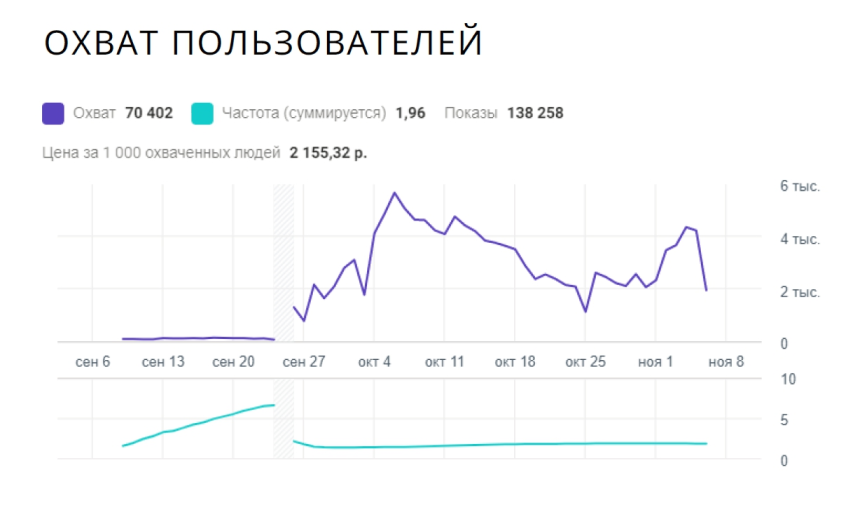 ОХВАТ ПОЛЬЗОВАТЕЛЕЙ
Охват 70 402 Частота (суммируется) 1,96 Показы 138 258
Цена за 1 000 охваченных людей 2 155,32 р.
6 тыс.
4 тыс.
2 тыс.
0
сен 6 сен 13 сен 20 сен 27 окт 4 окт 11 окт 18 окт 25 ноя 1 ноя 8
10
5
0